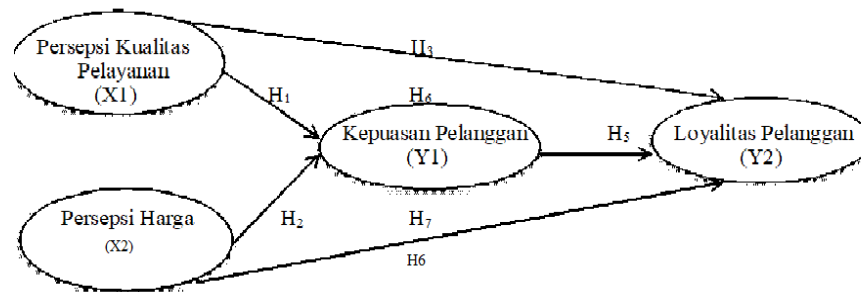 Persepsi Kualitas
Pelayanan
(X1)
H3
H1
H6
Kepuasan Pelanggan
(Y1)
H5
Loyalitas Pelanggan
(Y2)
Persepsi Harga
(X2)
H2
H7
H6